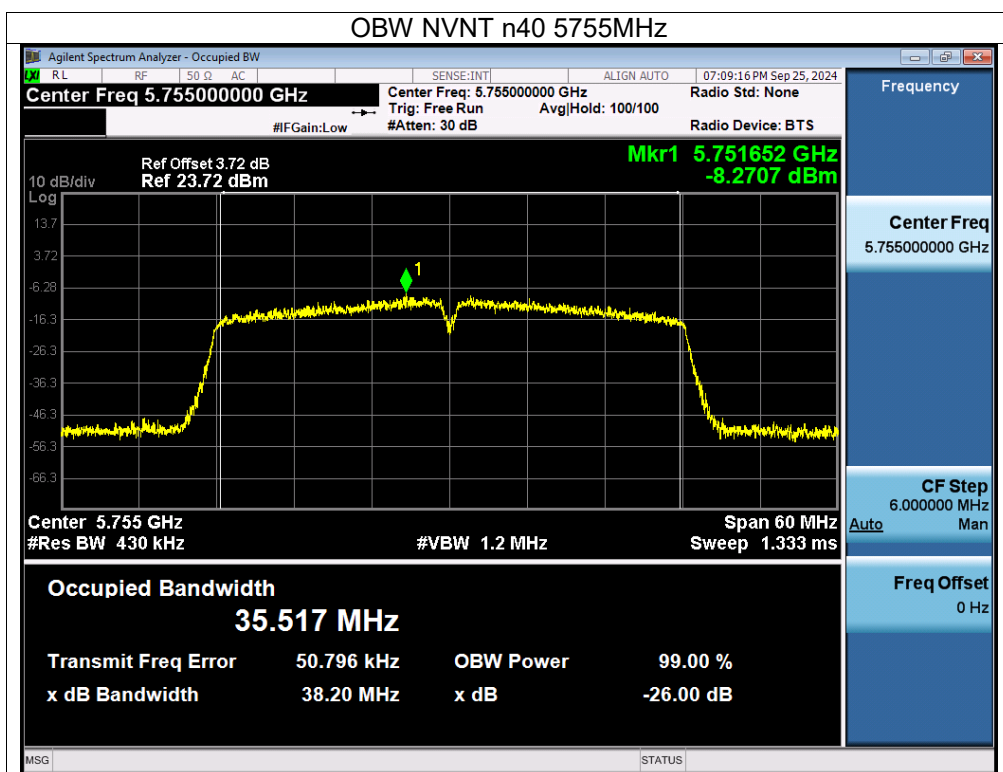 OBW NVNT n40 5755MHz
Agilent Spectrum Analyzer - Occupied BW
LXI RL RF 50 Ω AC SENSE:INT ALIGN AUTO 07:09:16 PM Sep 25, 2024
Center Freq 5.755000000 GHz
Center Freq: 5.755000000 GHz Radio Std: None
Trig: Free Run Avg|Hold: 100/100
#IFGain:Low #Atten: 30 dB Radio Device: BTS
Ref Offset 3.72 dB
10 dB/div Ref 23.72 dBm
Mkr1 5.751652 GHz
-8.2707 dBm
Log
13.7
3.72
-6.28
-16.3
-26.3
-36.3
-46.3
-56.3
-66.3
1
Center 5.755 GHz Span 60 MHz
#Res BW 430 kHz #VBW 1.2 MHz Sweep 1.333 ms
Occupied Bandwidth
35.517 MHz
Transmit Freq Error 50.796 kHz OBW Power 99.00 %
x dB Bandwidth 38.20 MHz x dB -26.00 dB
MSG STATUS
Frequency
Center Freq
5.755000000 GHz
CF Step
6.000000 MHz
Auto Man
Freq Offset
0 Hz